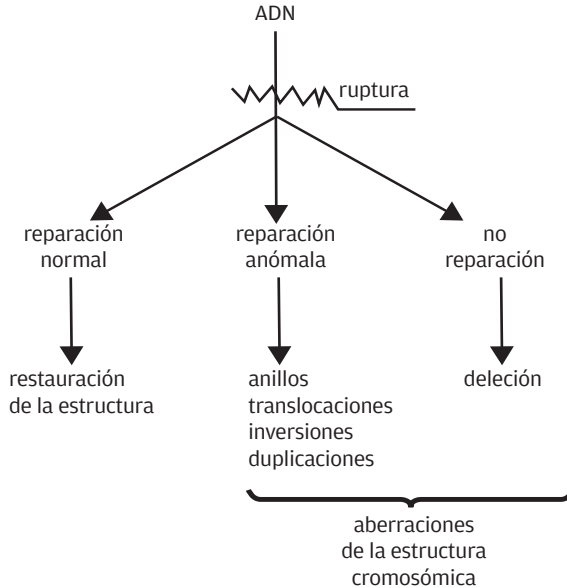 ADN
ruptura
reparación
normal
reparación
anómala
no
reparación
restauración
de la estructura
anillos
translocaciones
inversiones
duplicaciones
deleción
aberraciones
de la estructura
cromosómica